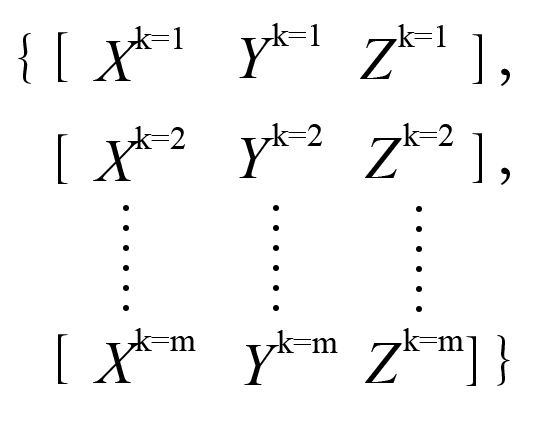 { [ X^k=1 Y^k=1 Z^k=1 ] ,
[ X^k=2 Y^k=2 Z^k=2 ] ,
⋮ ⋮ ⋮
[ X^k=m Y^k=m Z^k=m ] }